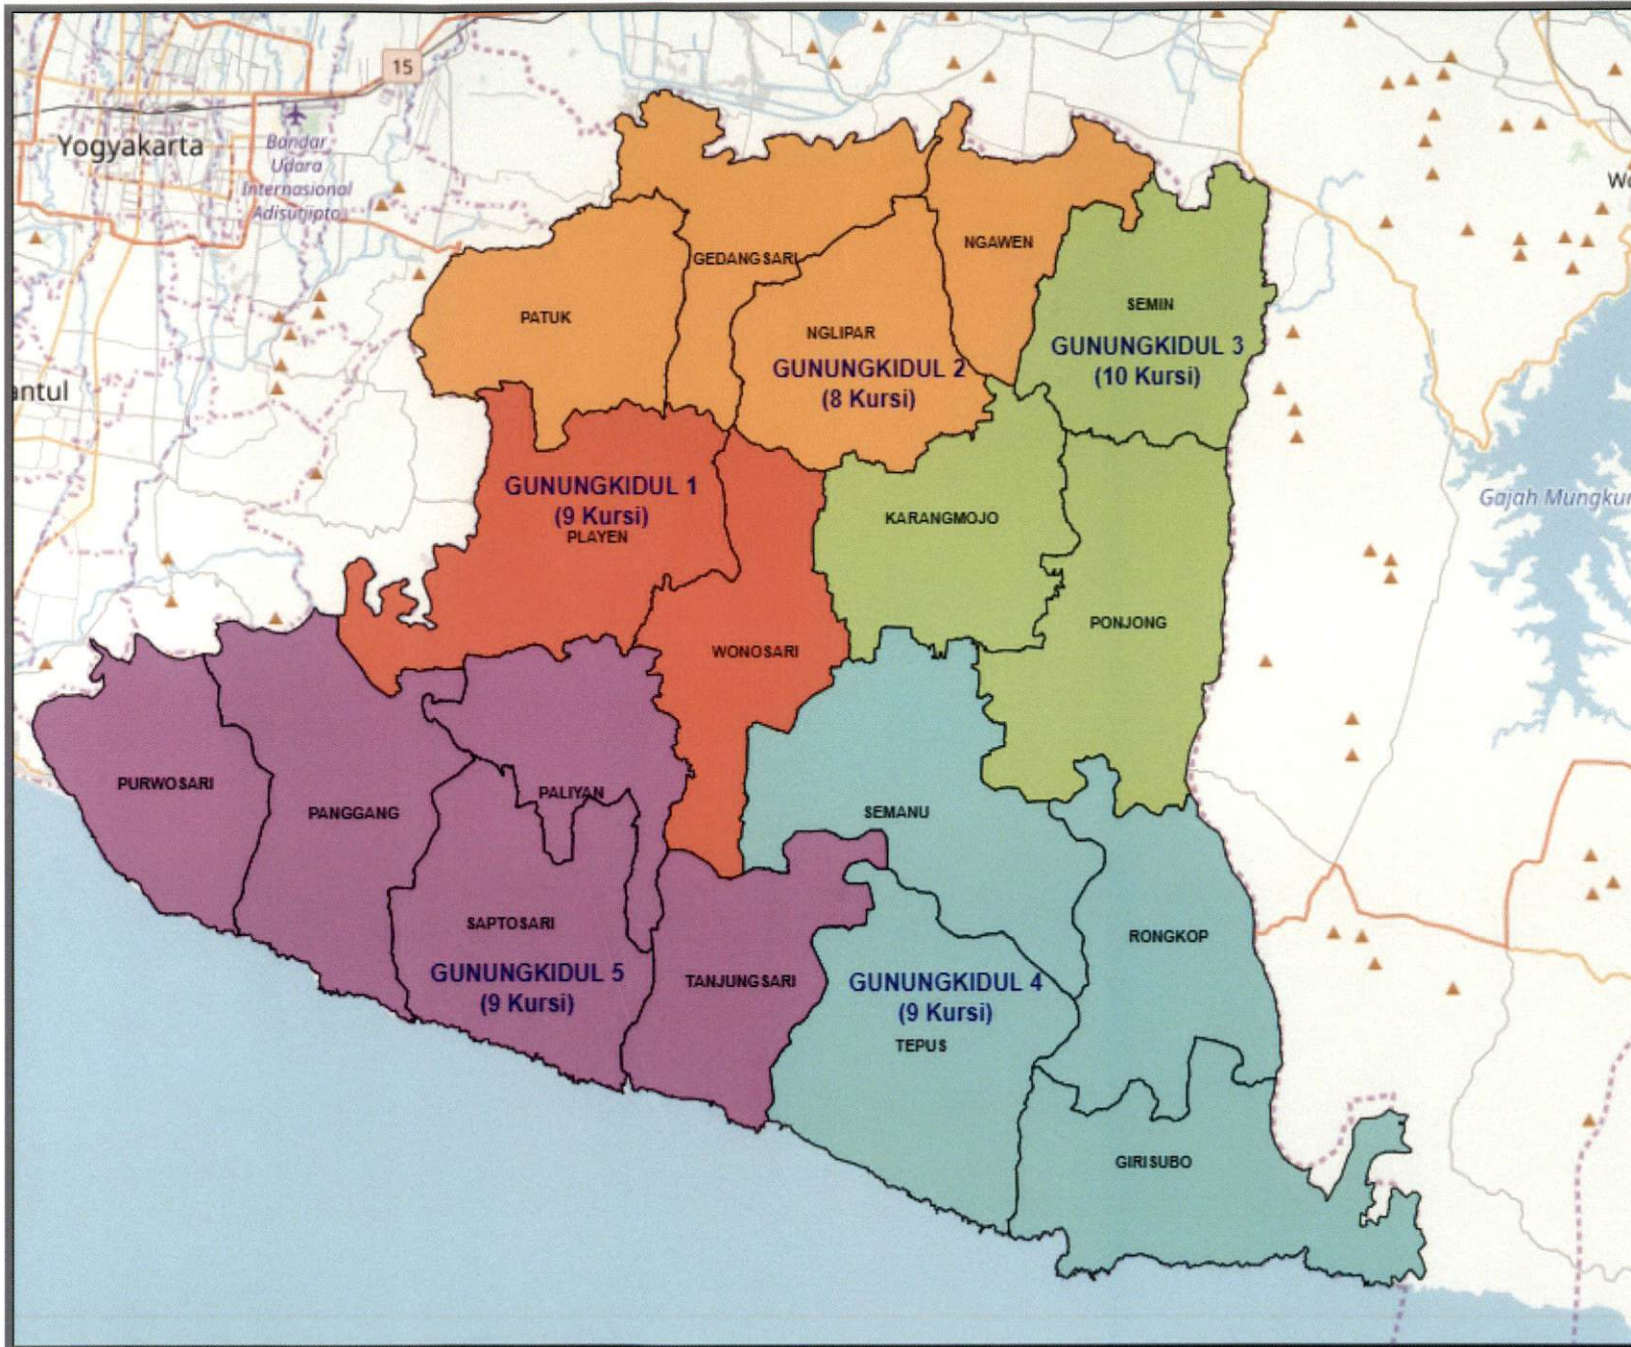 15
Yogyakarta
Bandar
Udara
Internasional
Adisutjipto
GEDANGSARI
NGAWEN
PATUK
NGLIPAR
GUNUNGKIDUL 2
(8 Kursi)
SEMIN
GUNUNGKIDUL 3
(10 Kursi)
antul
GUNUNGKIDUL 1
(9 Kursi)
PLAYEN
KARANGMOJO
Gajah Mungkur
PONJONG
WONOSARI
PURWOSARI
PANGGANG
PALIYAN
SEMANU
SAPTOSARI
GUNUNGKIDUL 5
(9 Kursi)
TANJUNGSARI
RONGKOP
GUNUNGKIDUL 4
(9 Kursi)
TEPUS
GIRISUBO